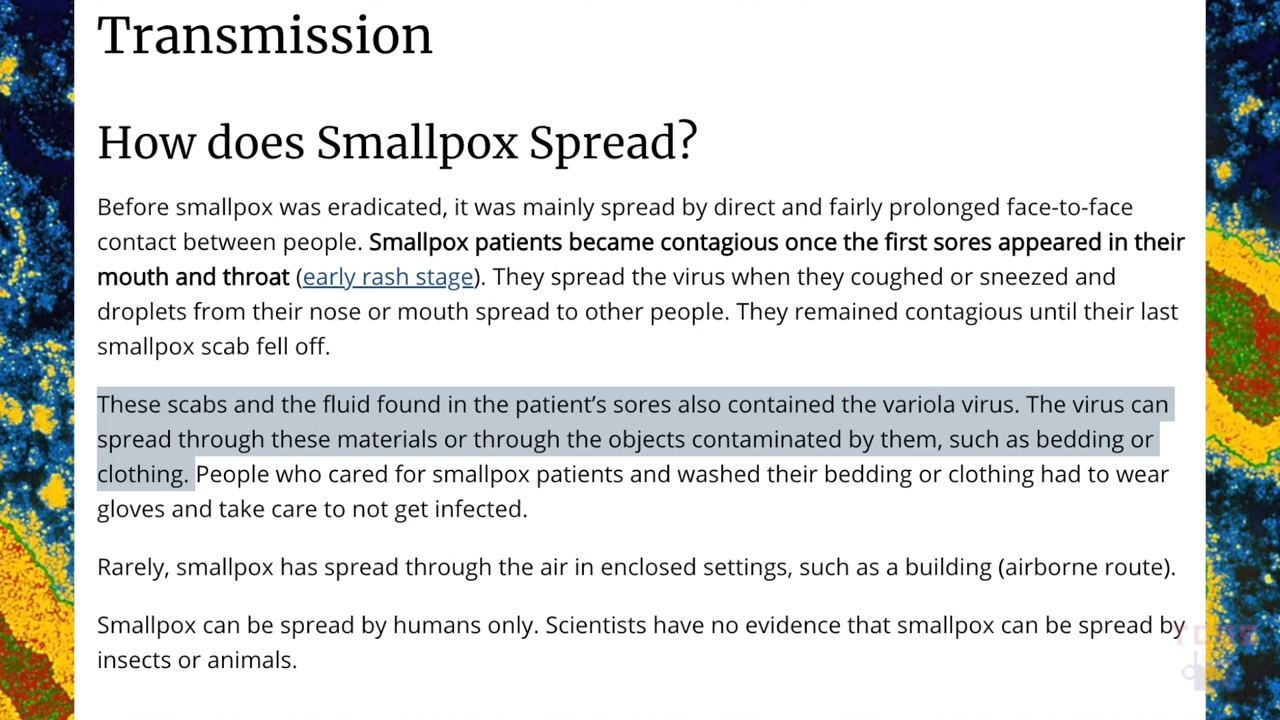 Transmission
How does Smallpox Spread?
Before smallpox was eradicated, it was mainly spread by direct and fairly prolonged face-to-face
contact between people. Smallpox patients became contagious once the first sores appeared in their
mouth and throat (early rash stage). They spread the virus when they coughed or sneezed and
droplets from their nose or mouth spread to other people. They remained contagious until their last
smallpox scab fell off.
These scabs and the fluid found in the patient’s sores also contained the variola virus. The virus can
spread through these materials or through the objects contaminated by them, such as bedding or
clothing. People who cared for smallpox patients and washed their bedding or clothing had to wear
gloves and take care to not get infected.
Rarely, smallpox has spread through the air in enclosed settings, such as a building (airborne route).
Smallpox can be spread by humans only. Scientists have no evidence that smallpox can be spread by
insects or animals.